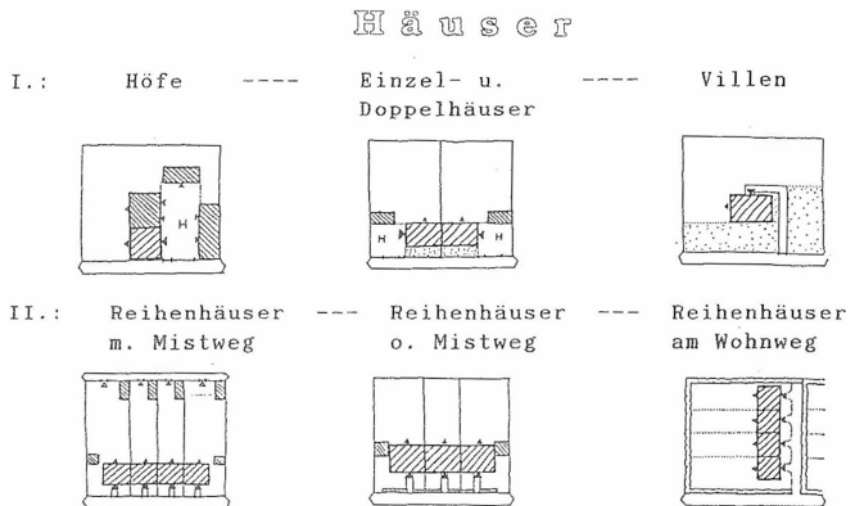 Häuser
I.: Höfe ---- Einzel- u. ---- Villen
Doppelhäuser
H
H H
II.: Reihenhäuser --- Reihenhäuser --- Reihenhäuser
m. Mistweg o. Mistweg am Wohnweg